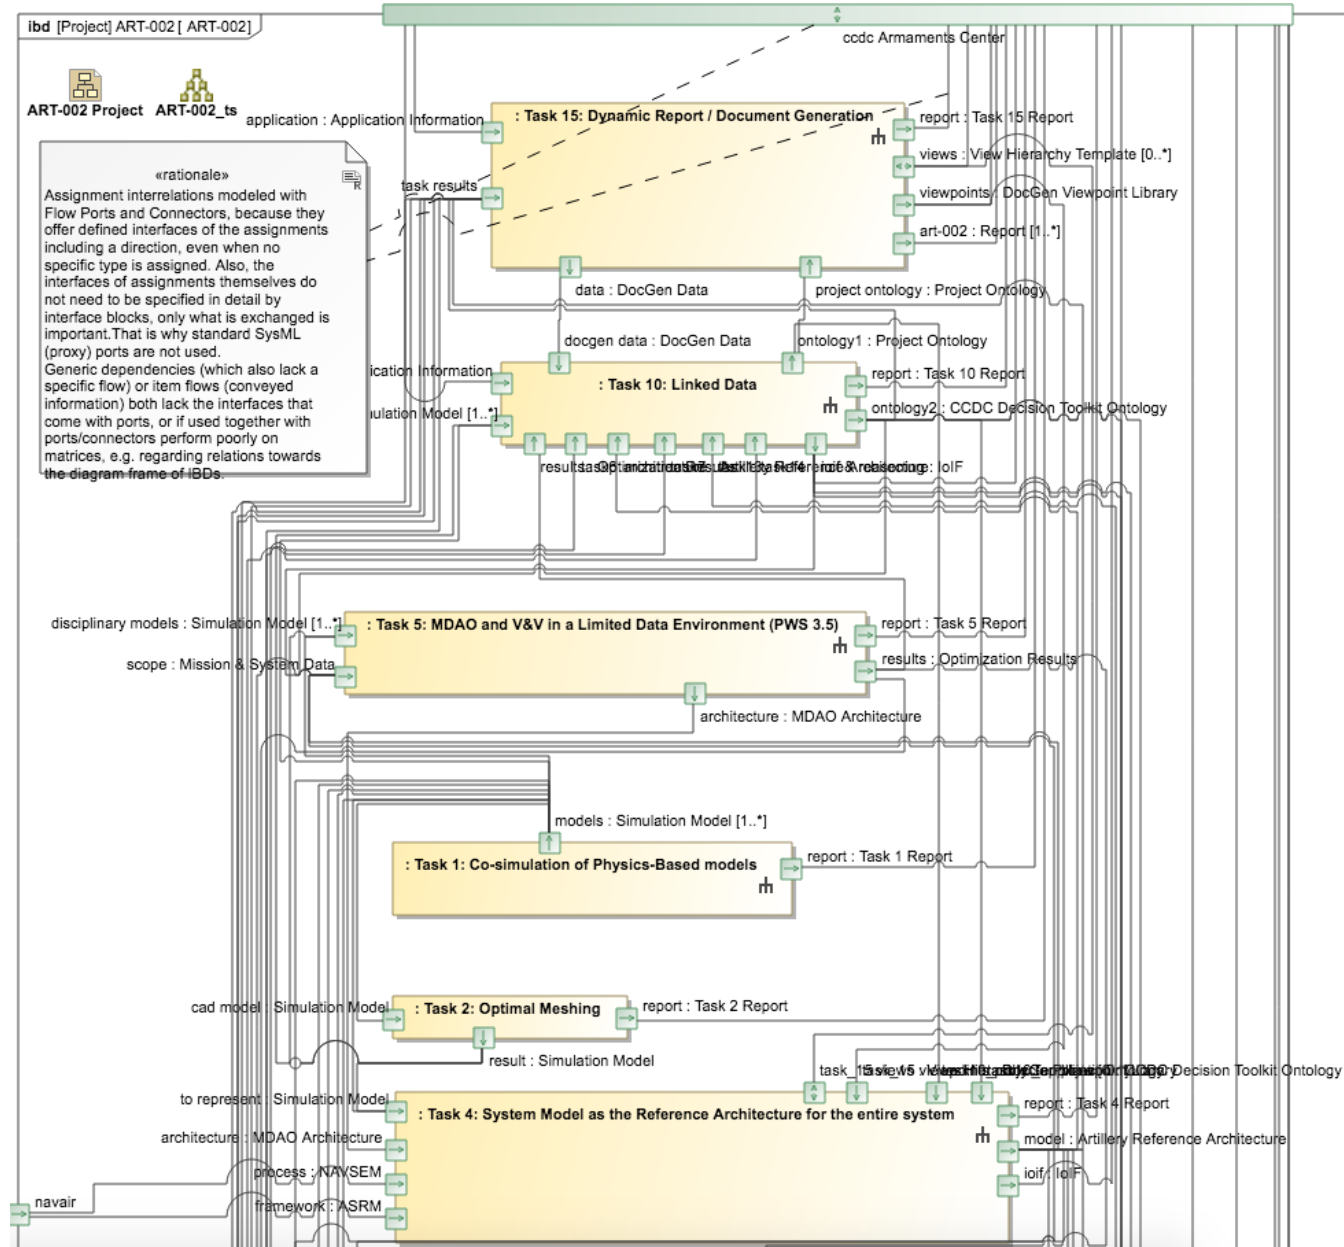 ibd [Project] ART-002 [ ART-002]
ccdc Armaments Center
ART-002 Project
ART-002_ts
application : Application Information
: Task 15: Dynamic Report / Document Generation
report : Task 15 Report
views : View Hierarchy Template [0..*]
task results
viewpoints : DocGen Viewpoint Library
art-002 : Report [1..*]
data : DocGen Data
project ontology : Project Ontology
«rationale»
Assignment interrelations modeled with
Flow Ports and Connectors, because they
offer defined interfaces of the assignments
including a direction, even when no
specific type is assigned. Also, the
interfaces of assignments themselves do
not need to be specified in detail by
interface blocks, only what is exchanged is
important.That is why standard SysML
(proxy) ports are not used.
Generic dependencies (which also lack a
specific flow) or item flows (conveyed
information) both lack the interfaces that
come with ports, or if used together with
ports/connectors perform poorly on
matrices, e.g. regarding relations towards
the diagram frame of IBDs.
docgen data : DocGen Data
ontology1 : Project Ontology
ication Information
: Task 10: Linked Data
report : Task 10 Report
ulation Model [1..*]
ontology2 : CCDC Decision Toolkit Ontology
: IoIF
disciplinary models : Simulation Model [1..*]
: Task 5: MDAO and V&V in a Limited Data Environment (PWS 3.5)
report : Task 5 Report
scope : Mission & System Data
results : Optimization Results
architecture : MDAO Architecture
models : Simulation Model [1..*]
: Task 1: Co-simulation of Physics-Based models
report : Task 1 Report
cad model : Simulation Model
: Task 2: Optimal Meshing
report : Task 2 Report
result : Simulation Model
Decision Toolkit Ontology
to represent : Simulation Model
: Task 4: System Model as the Reference Architecture for the entire system
report : Task 4 Report
architecture : MDAO Architecture
model : Artillery Reference Architecture
process : NAVSEM
ioif : IoIF
navair
framework : ASRM